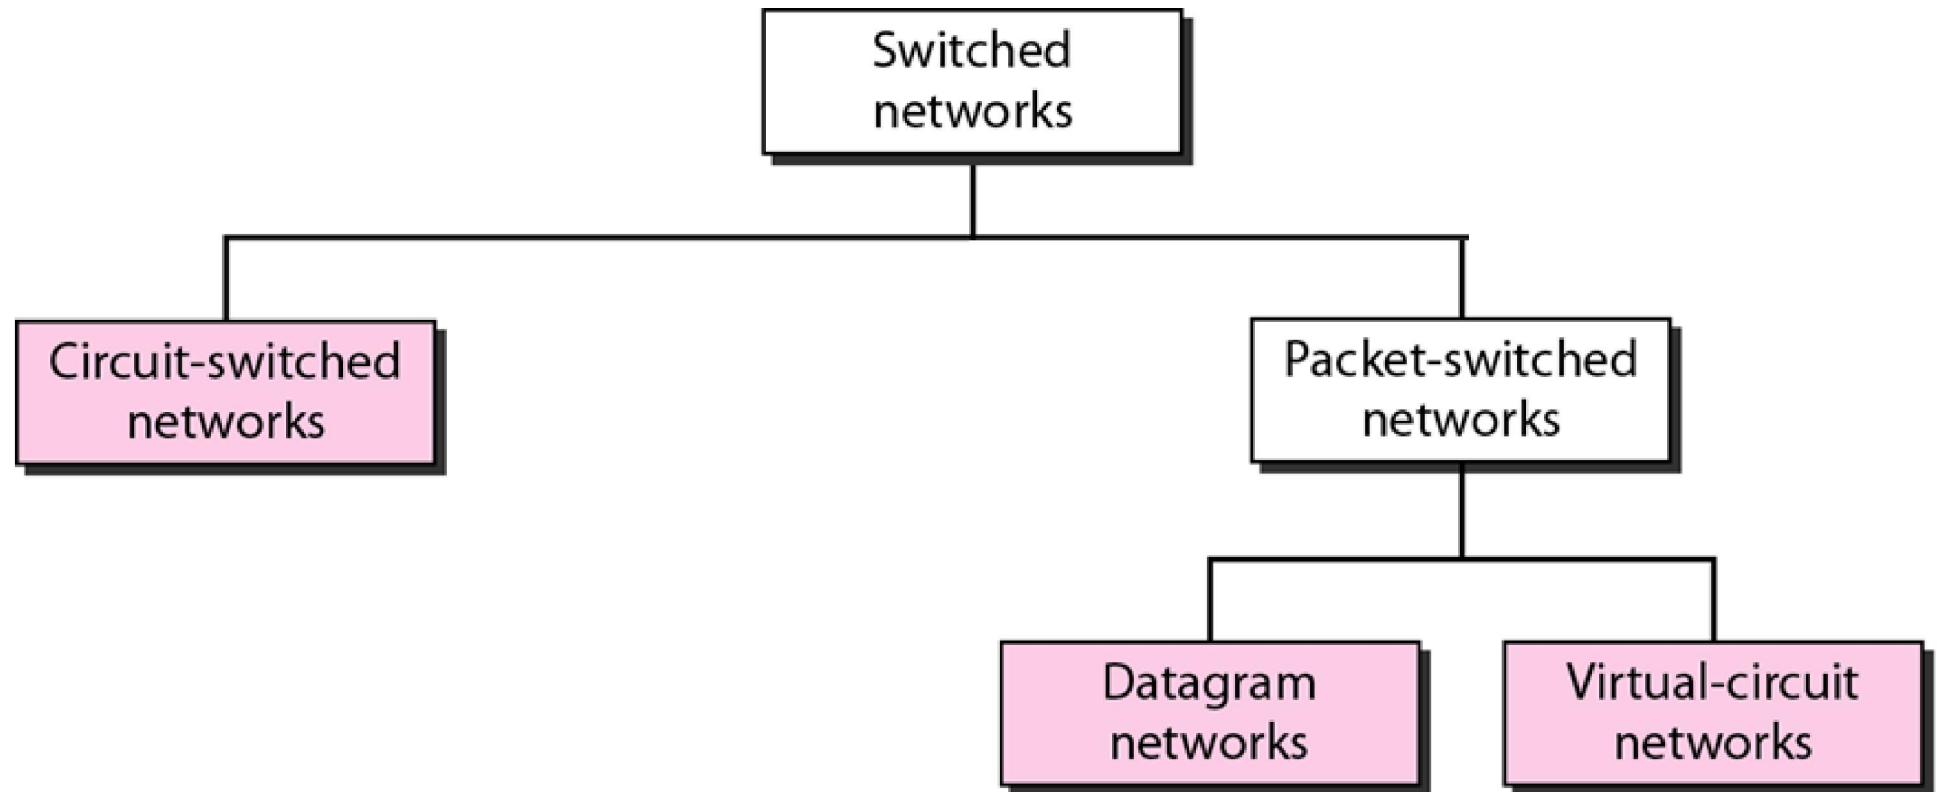 Switched
networks
Circuit-switched
networks
Packet-switched
networks
Datagram
networks
Virtual-circuit
networks